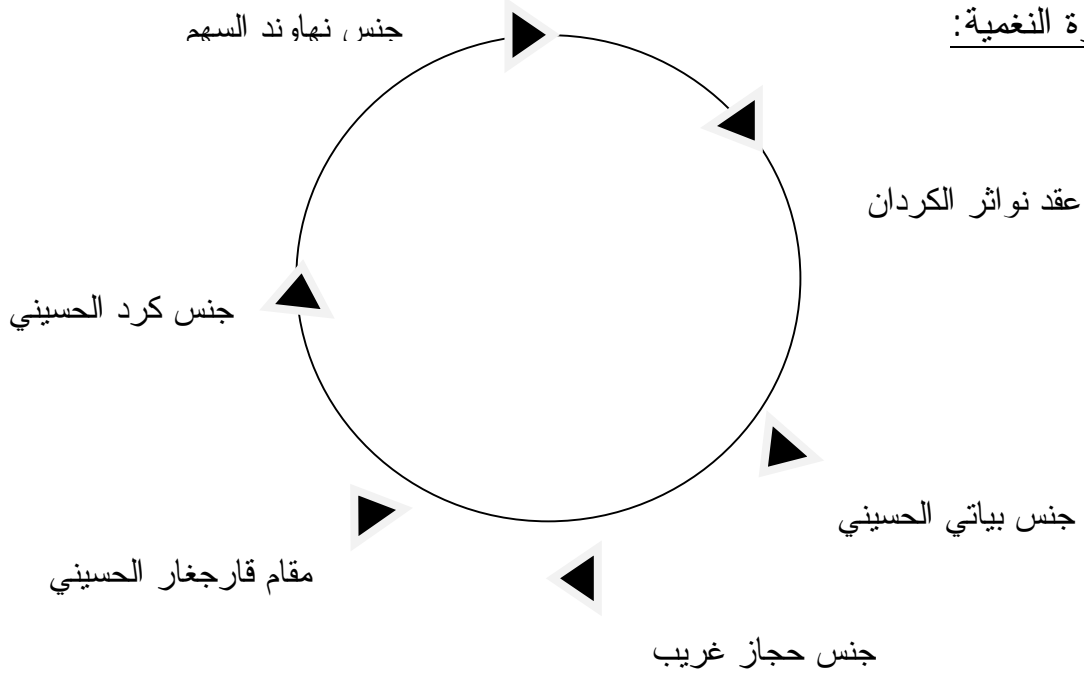 ـرة النغمية:
جنس نهاوند السهم
عقد نواثر الكردان
جنس كرد الحسيني
جنس بياتي الحسيني
مقام قارجغار الحسيني
جنس حجاز غريب